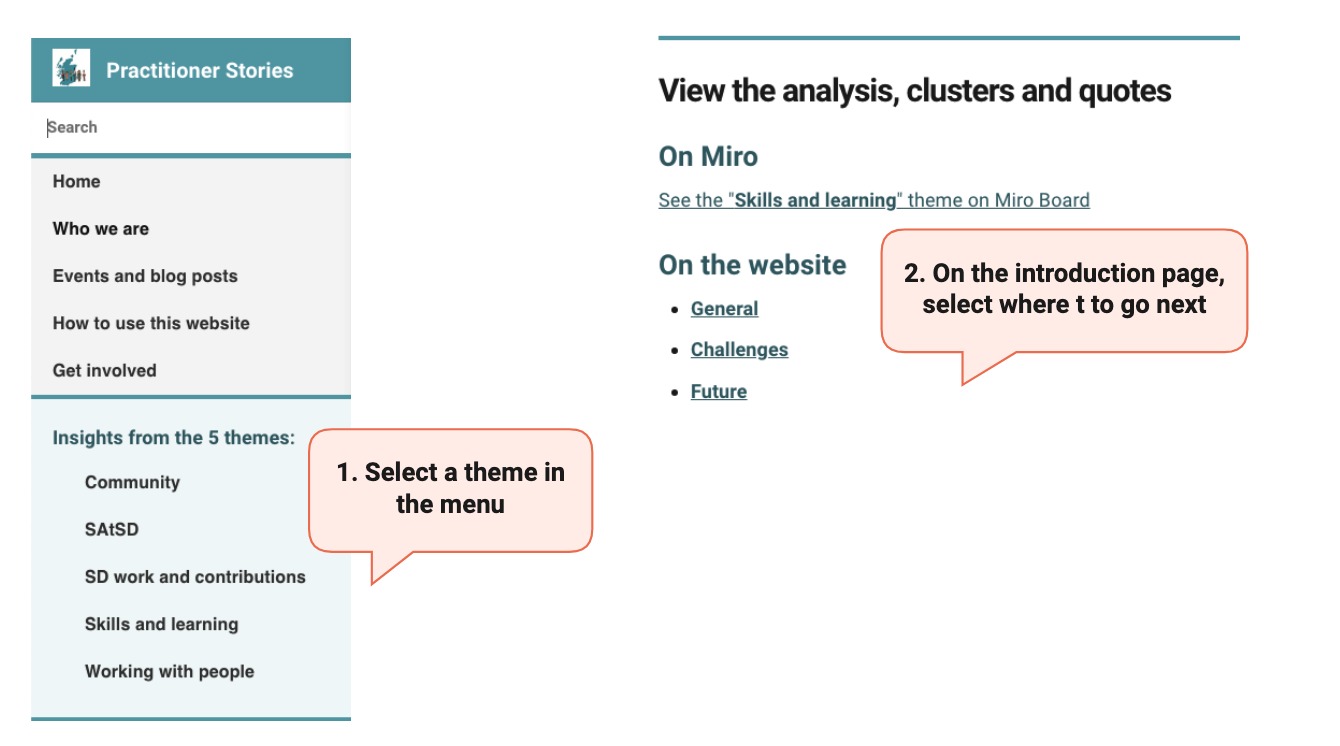 Practitioner Stories
Search
Home
Who we are
Events and blog posts
How to use this website
Get involved
Insights from the 5 themes:
Community
SAtSD
SD work and contributions
Skills and learning
Working with people
1. Select a theme in
the menu
View the analysis, clusters and quotes
On Miro
See the "Skills and learning" theme on Miro Board
On the website
General
Challenges
Future
2. On the introduction page,
select where t to go next